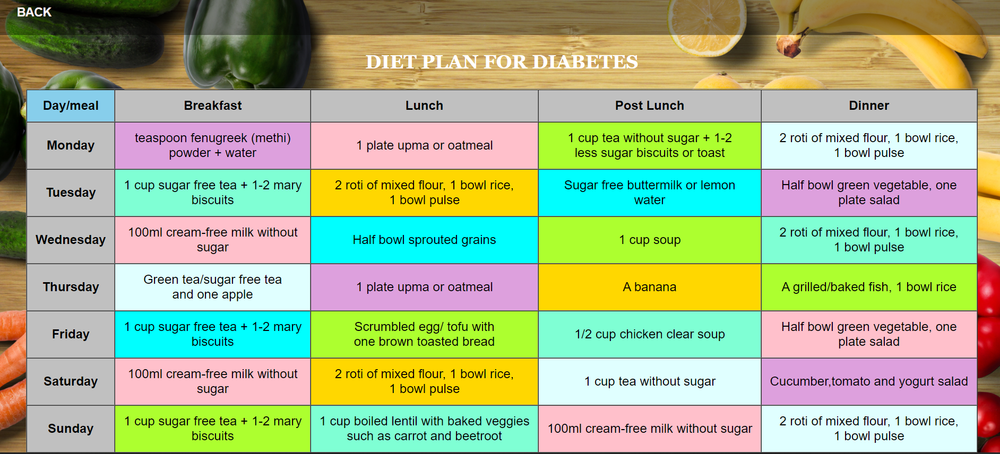 BACK
DIET PLAN FOR DIABETES
Day/meal Breakfast Lunch Post Lunch Dinner
Monday
teaspoon fenugreek (methi)
powder + water
1 plate upma or oatmeal
1 cup tea without sugar + 1-2
less sugar biscuits or toast
2 roti of mixed flour, 1 bowl rice,
1 bowl pulse
Tuesday
1 cup sugar free tea + 1-2 mary
biscuits
2 roti of mixed flour, 1 bowl rice,
1 bowl pulse
Sugar free buttermilk or lemon
water
Half bowl green vegetable, one
plate salad
Wednesday
100ml cream-free milk without
sugar
Half bowl sprouted grains
1 cup soup
2 roti of mixed flour, 1 bowl rice,
1 bowl pulse
Thursday
Green tea/sugar free tea
and one apple
1 plate upma or oatmeal
A banana
A grilled/baked fish, 1 bowl rice
Friday
1 cup sugar free tea + 1-2 mary
biscuits
Scrumbled egg/ tofu with
one brown toasted bread
1/2 cup chicken clear soup
Half bowl green vegetable, one
plate salad
Saturday
100ml cream-free milk without
sugar
2 roti of mixed flour, 1 bowl rice,
1 bowl pulse
1 cup tea without sugar
Cucumber,tomato and yogurt salad
Sunday
1 cup sugar free tea + 1-2 mary
biscuits
1 cup boiled lentil with baked veggies
such as carrot and beetroot
100ml cream-free milk without sugar
2 roti of mixed flour, 1 bowl rice,
1 bowl pulse